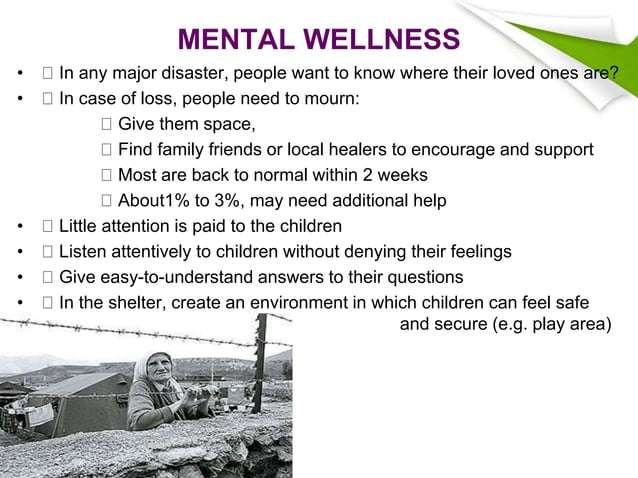 MENTAL WELLNESS
• In any major disaster, people want to know where their loved ones are?
• In case of loss, people need to mourn:
Give them space,
Find family friends or local healers to encourage and support
Most are back to normal within 2 weeks
About1% to 3%, may need additional help
• Little attention is paid to the children
• Listen attentively to children without denying their feelings
• Give easy-to-understand answers to their questions
• In the shelter, create an environment in which children can feel safe
and secure (e.g. play area)